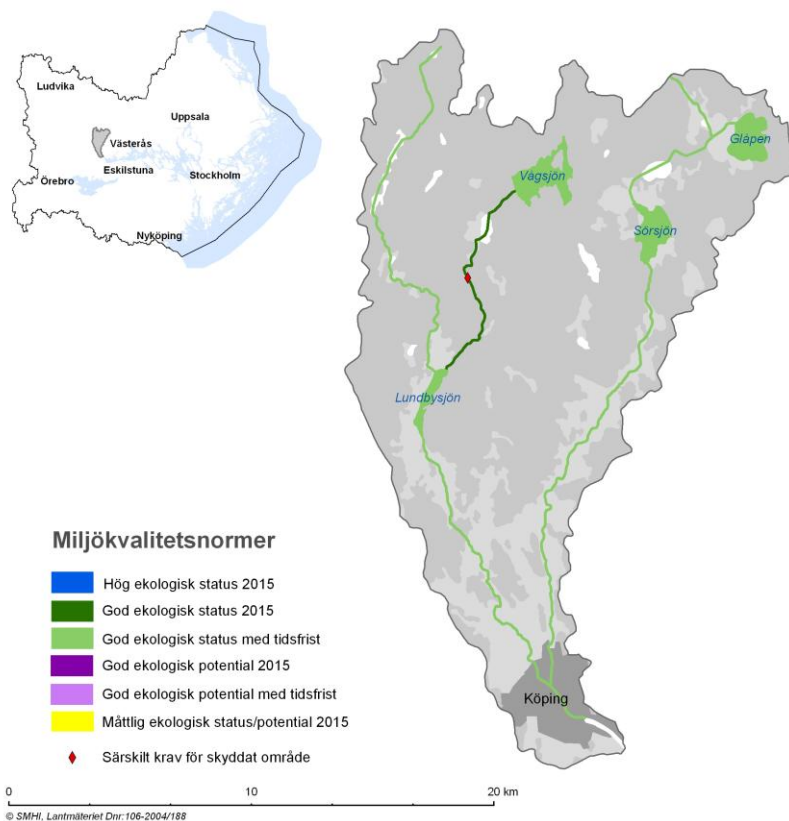 Ludvika
Uppsala
Västerås
Eskilstuna
Örebro
Stockholm
Nyköping
Glåpen
Vågsjön
Sörsjön
Lundbysjön
Köping
Miljökvalitetsnormer
Hög ekologisk status 2015
God ekologisk status 2015
God ekologisk status med tidsfrist
God ekologisk potential 2015
God ekologisk potential med tidsfrist
Måttlig ekologisk status/potential 2015
Särskilt krav för skyddat område
0 10 20 km
© SMHI, Lantmäteriet Dnr:106-2004/188